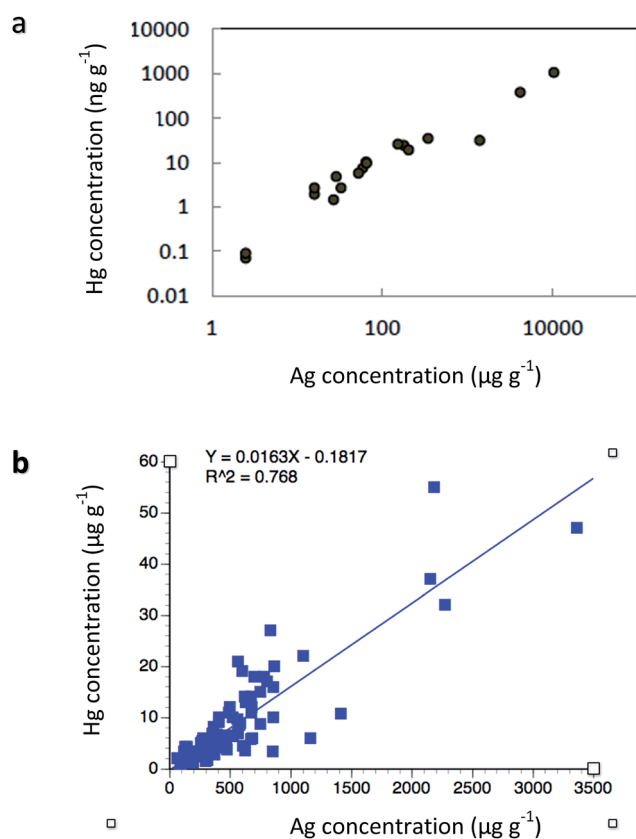 a
Hg concentration (ng g-1)
10000
1000
100
10
1
0.1
0.01
1 100 10000
Ag concentration (µg g-1)
b
Hg concentration (µg g-1)
Y = 0.0163X - 0.1817
R^2 = 0.768
60
50
40
30
20
10
0
0 500 1000 1500 2000 2500 3000 3500
Ag concentration (µg g-1)